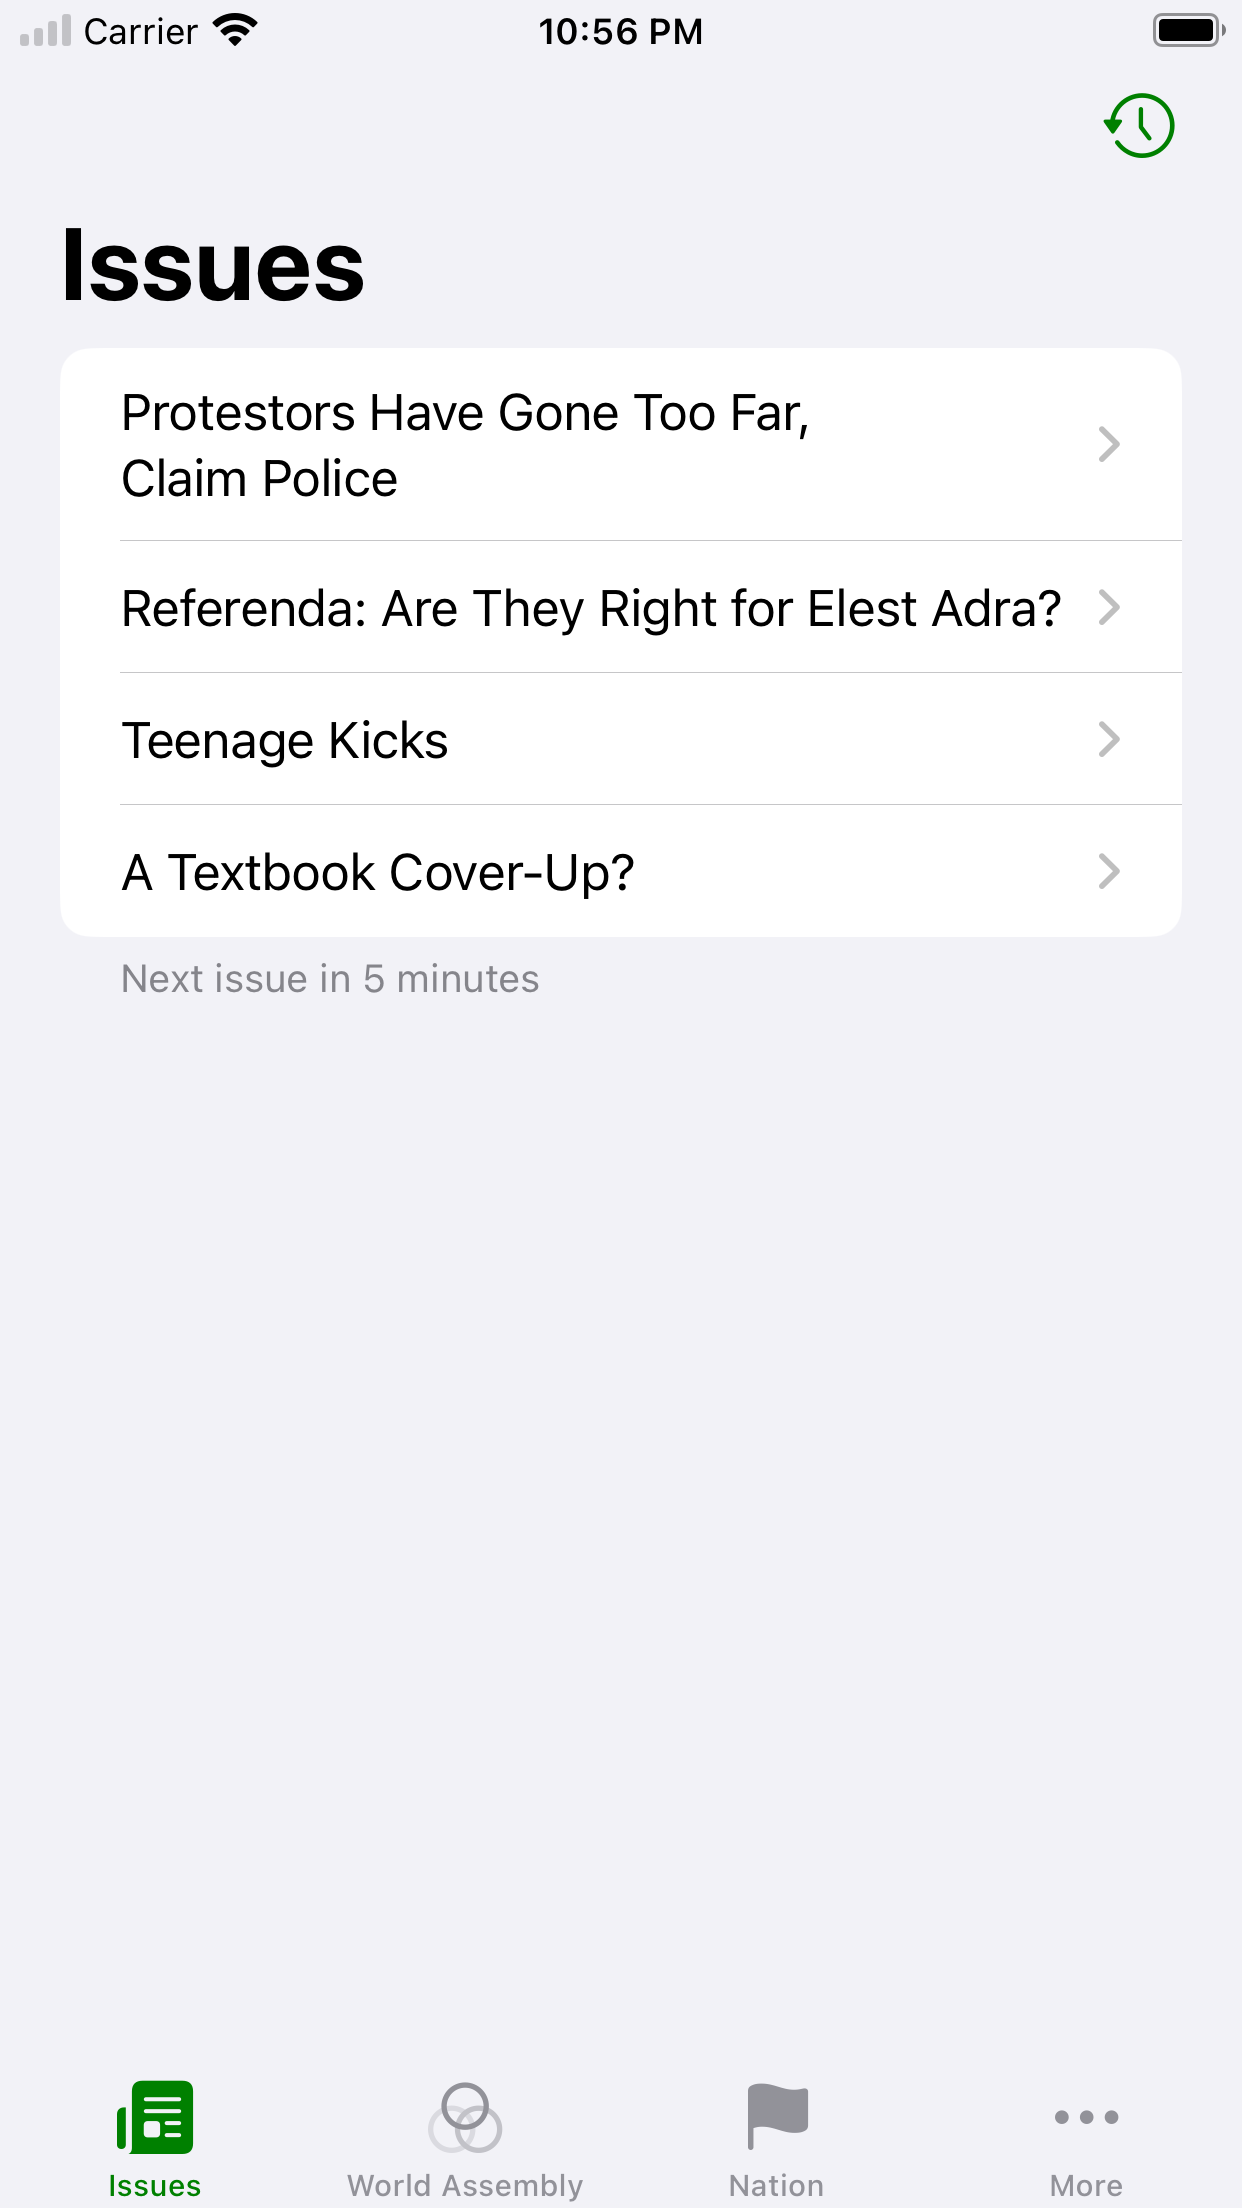 Carrier 10:56 PM
Issues
Protestors Have Gone Too Far,
Claim Police
Referenda: Are They Right for Elest Adra?
Teenage Kicks
A Textbook Cover-Up?
Next issue in 5 minutes
Issues World Assembly Nation More